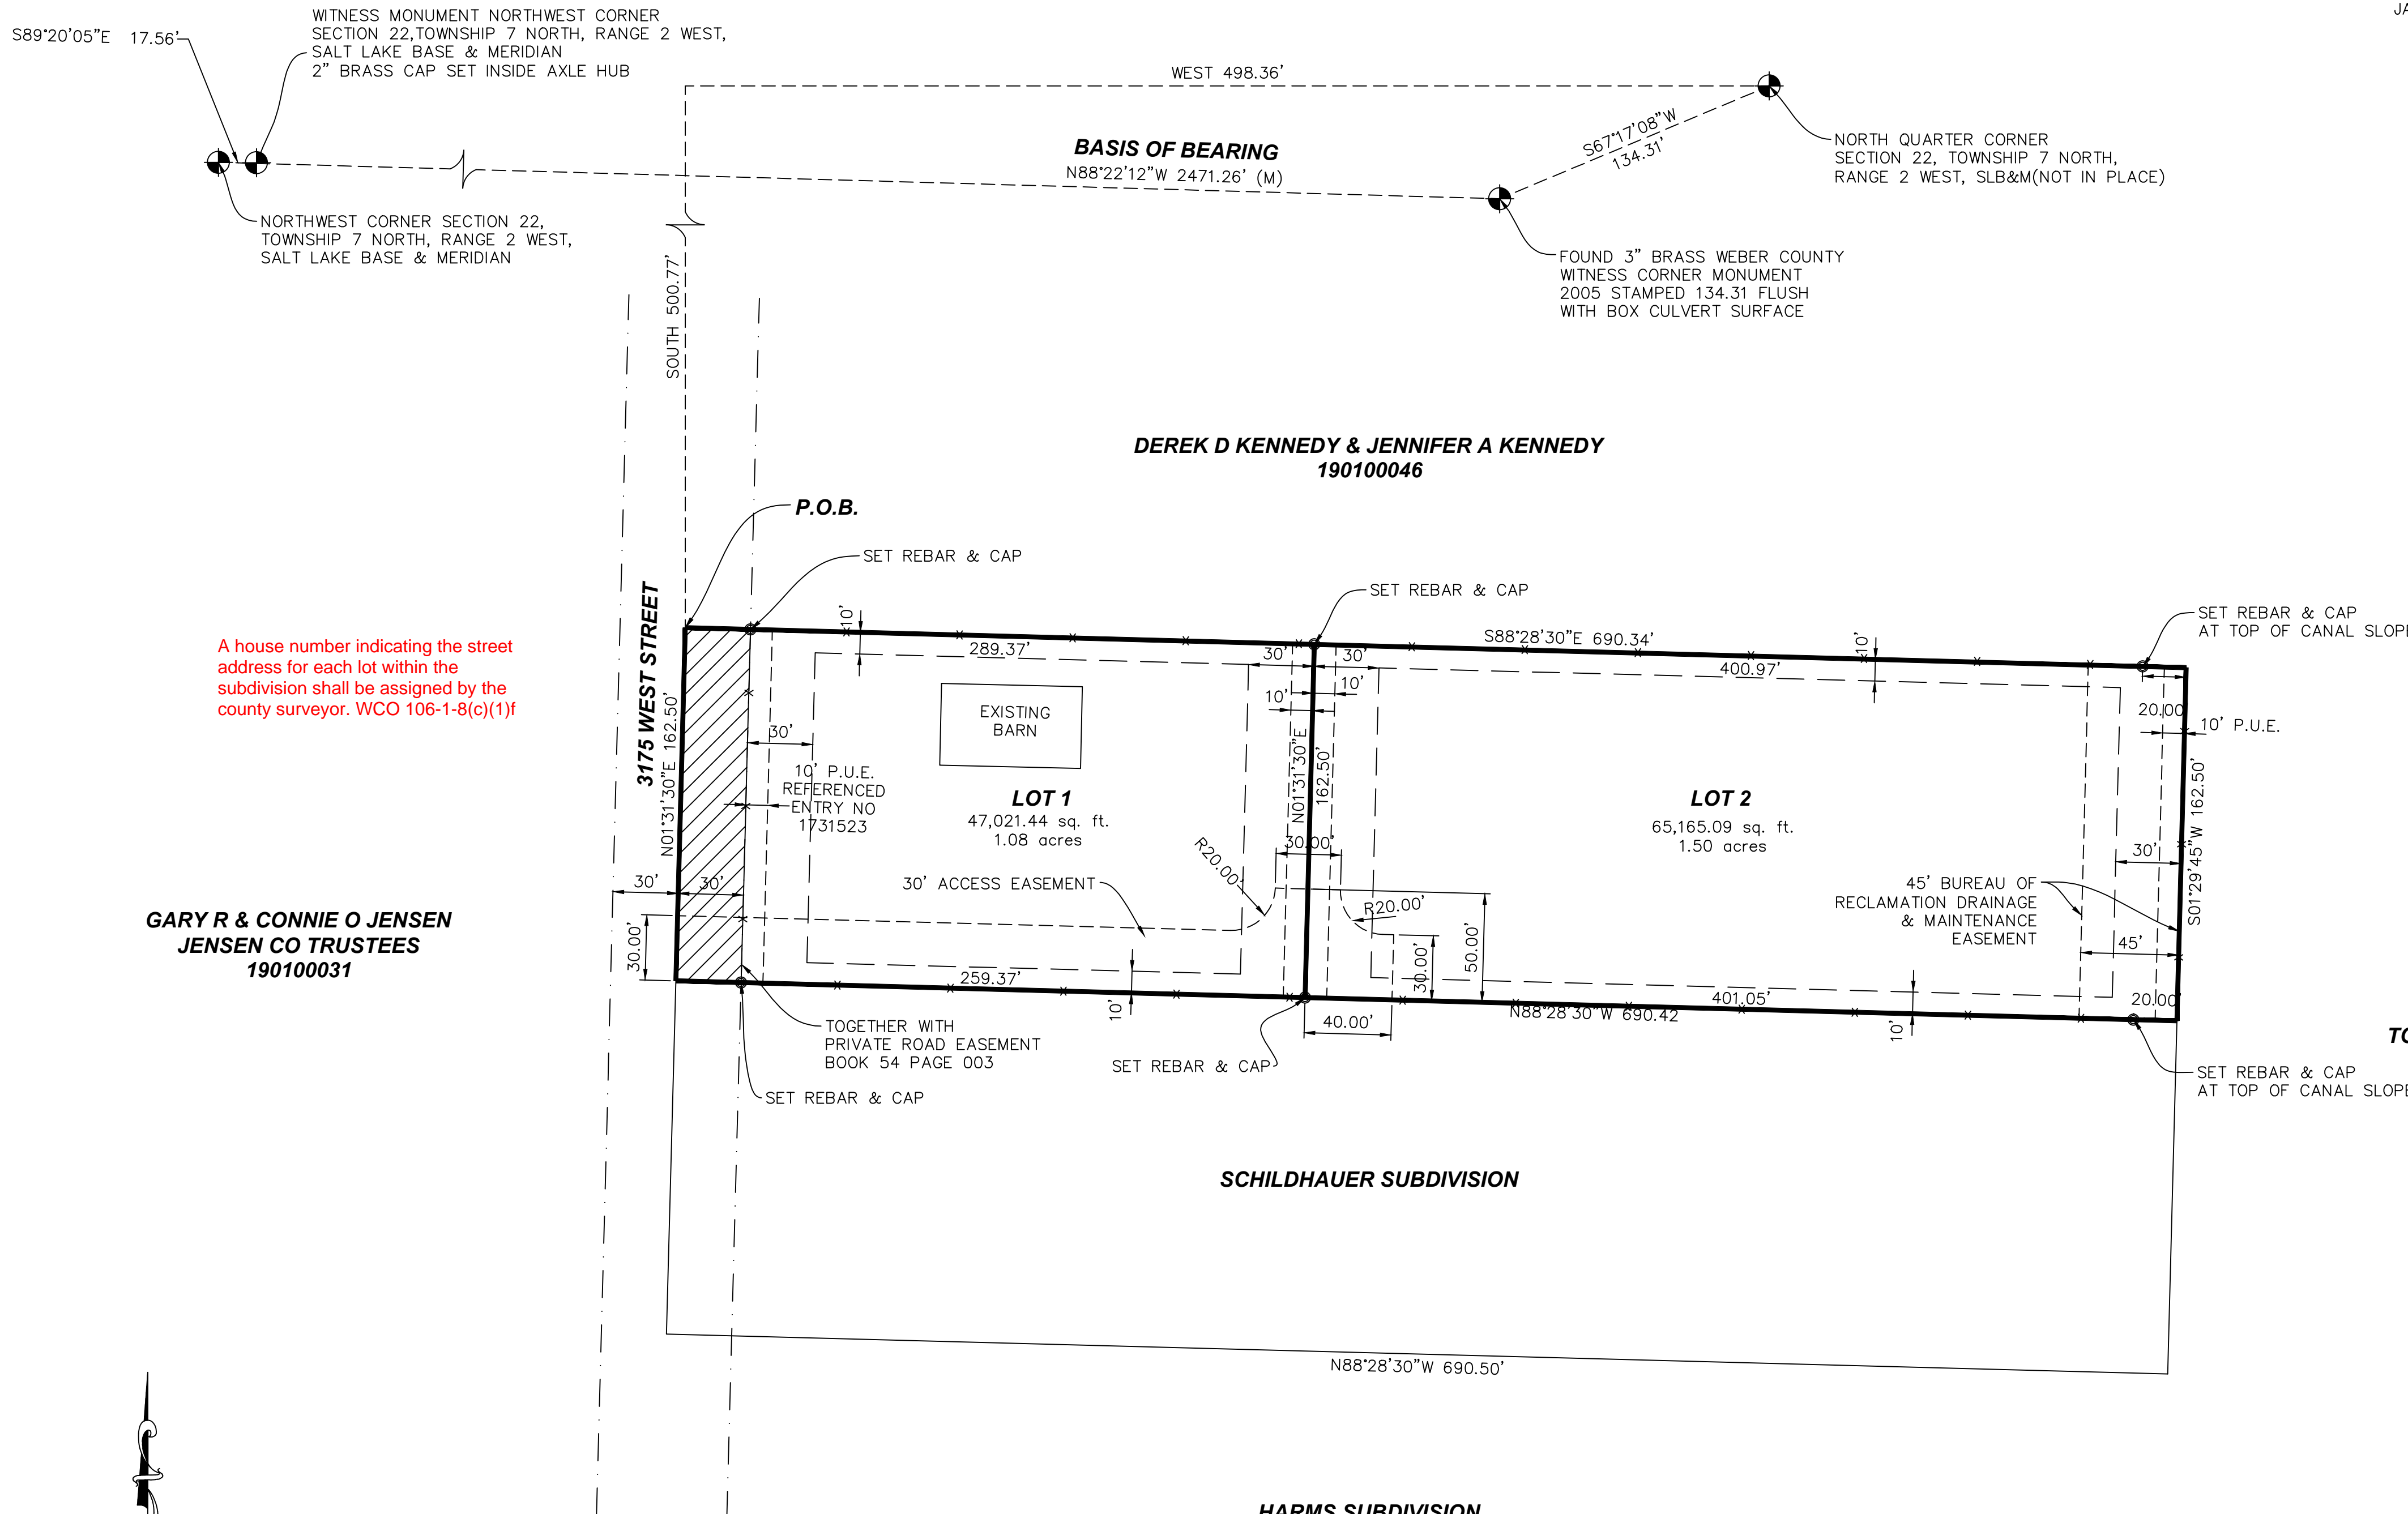 JA
S89°20'05"E 17.56'
WITNESS MONUMENT NORTHWEST CORNER
SECTION 22,TOWNSHIP 7 NORTH, RANGE 2 WEST,
SALT LAKE BASE & MERIDIAN
2" BRASS CAP SET INSIDE AXLE HUB
WEST 498.36'
BASIS OF BEARING
N88°22'12"W 2471.26' (M)
S67°17'08"W
134.31'
NORTH QUARTER CORNER
SECTION 22, TOWNSHIP 7 NORTH,
RANGE 2 WEST, SLB&M(NOT IN PLACE)
NORTHWEST CORNER SECTION 22,
TOWNSHIP 7 NORTH, RANGE 2 WEST,
SALT LAKE BASE & MERIDIAN
FOUND 3" BRASS WEBER COUNTY
WITNESS CORNER MONUMENT
2005 STAMPED 134.31 FLUSH
WITH BOX CULVERT SURFACE
SOUTH 500.77'
DEREK D KENNEDY & JENNIFER A KENNEDY
190100046
P.O.B.
SET REBAR & CAP
SET REBAR & CAP
SET REBAR & CAP
AT TOP OF CANAL SLOPE
A house number indicating the street
address for each lot within the
subdivision shall be assigned by the
county surveyor. WCO 106-1-8(c)(1)f
3175 WEST STREET
N01°31'30"E 162.50'
10'
289.37'
30'
30'
S88°28'30"E 690.34'
400.97'
10'
20.00'
10' P.U.E.
10'
10'
EXISTING
BARN
30'
10' P.U.E.
REFERENCED
ENTRY NO
1731523
LOT 1
47,021.44 sq. ft.
1.08 acres
N01°31'30"E
162.50'
LOT 2
65,165.09 sq. ft.
1.50 acres
S01°29'45"W 162.50'
30'
R20.00'
30.00'
30' ACCESS EASEMENT
R20.00'
45' BUREAU OF
RECLAMATION DRAINAGE
& MAINTENANCE
EASEMENT
45'
30'
30'
30.00'
GARY R & CONNIE O JENSEN
JENSEN CO TRUSTEES
190100031
259.37'
10'
30.00'
50.00'
40.00'
401.05'
N88°28'30"W 690.42
10'
20.00'
TOGETHER WITH
PRIVATE ROAD EASEMENT
BOOK 54 PAGE 003
SET REBAR & CAP
SET REBAR & CAP
TO
SET REBAR & CAP
AT TOP OF CANAL SLOPE
SCHILDHAUER SUBDIVISION
N88°28'30"W 690.50'
HARMS SUBDIVISION